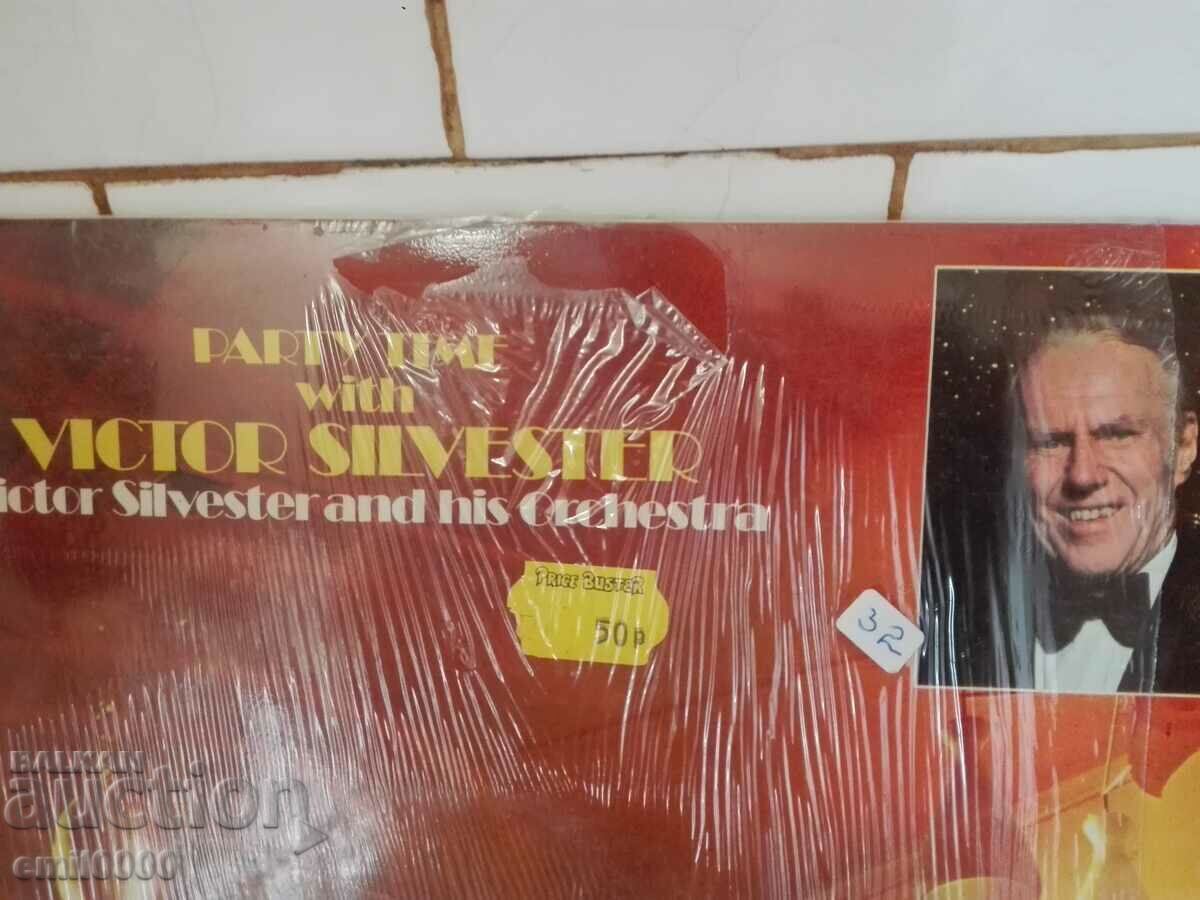 PARTY TIME
with
VICTOR SILVESTER
ictor Silvester and his Orchestra
PRICE BUSTER
50p
32
BALKAN
auction
emil0000